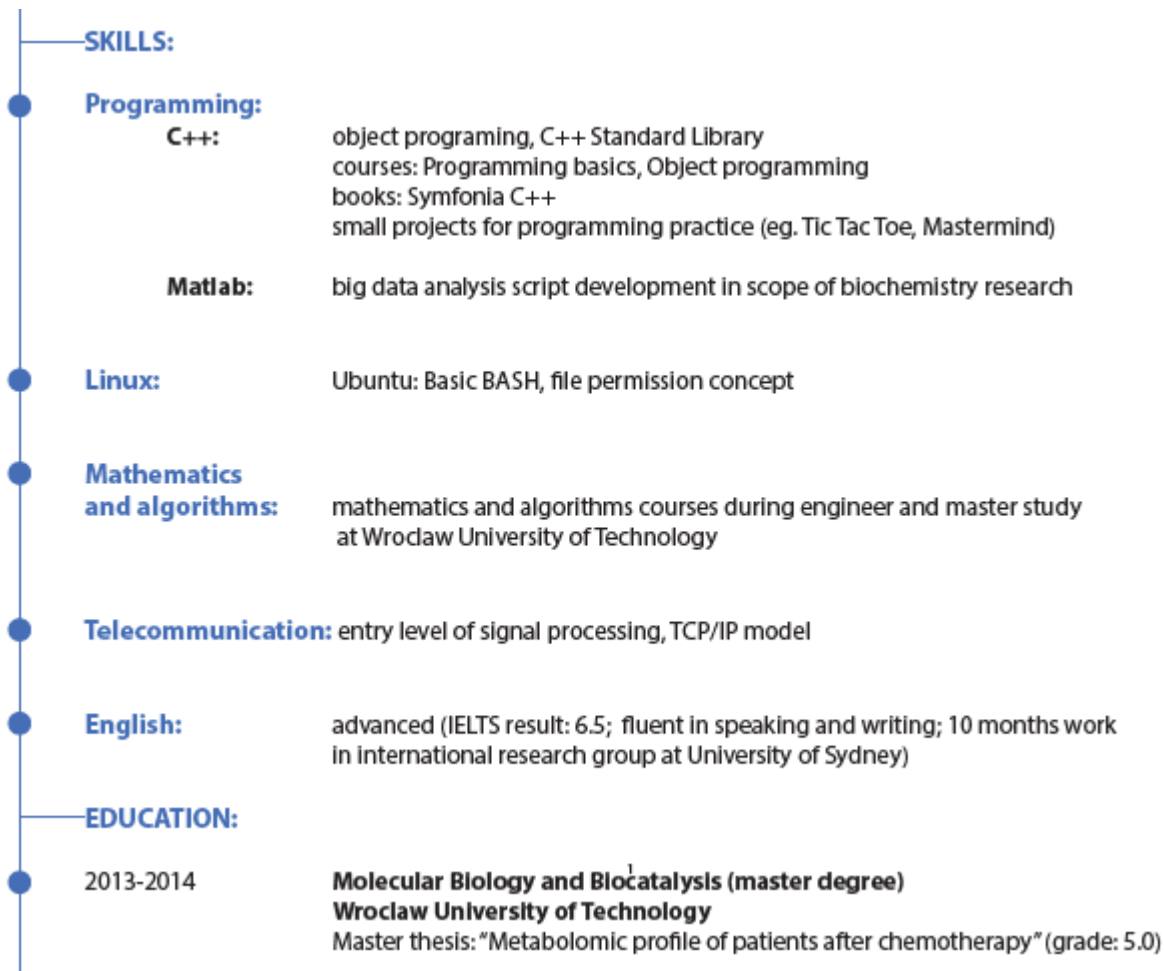 SKILLS:
Programming:
C++: object programing, C++ Standard Library
courses: Programming basics, Object programming
books: Symfonia C++
small projects for programming practice (eg. Tic Tac Toe, Mastermind)
Matlab: big data analysis script development in scope of biochemistry research
Linux: Ubuntu: Basic BASH, file permission concept
Mathematics
and algorithms: mathematics and algorithms courses during engineer and master study
at Wroclaw University of Technology
Telecommunication: entry level of signal processing, TCP/IP model
English: advanced (IELTS result: 6.5; fluent in speaking and writing; 10 months work
in international research group at University of Sydney)
EDUCATION:
1
2013-2014 Molecular Biology and Biocatalysis (master degree)
Wroclaw University of Technology
Master thesis: “Metabolomic profile of patients after chemotherapy” (grade: 5.0)